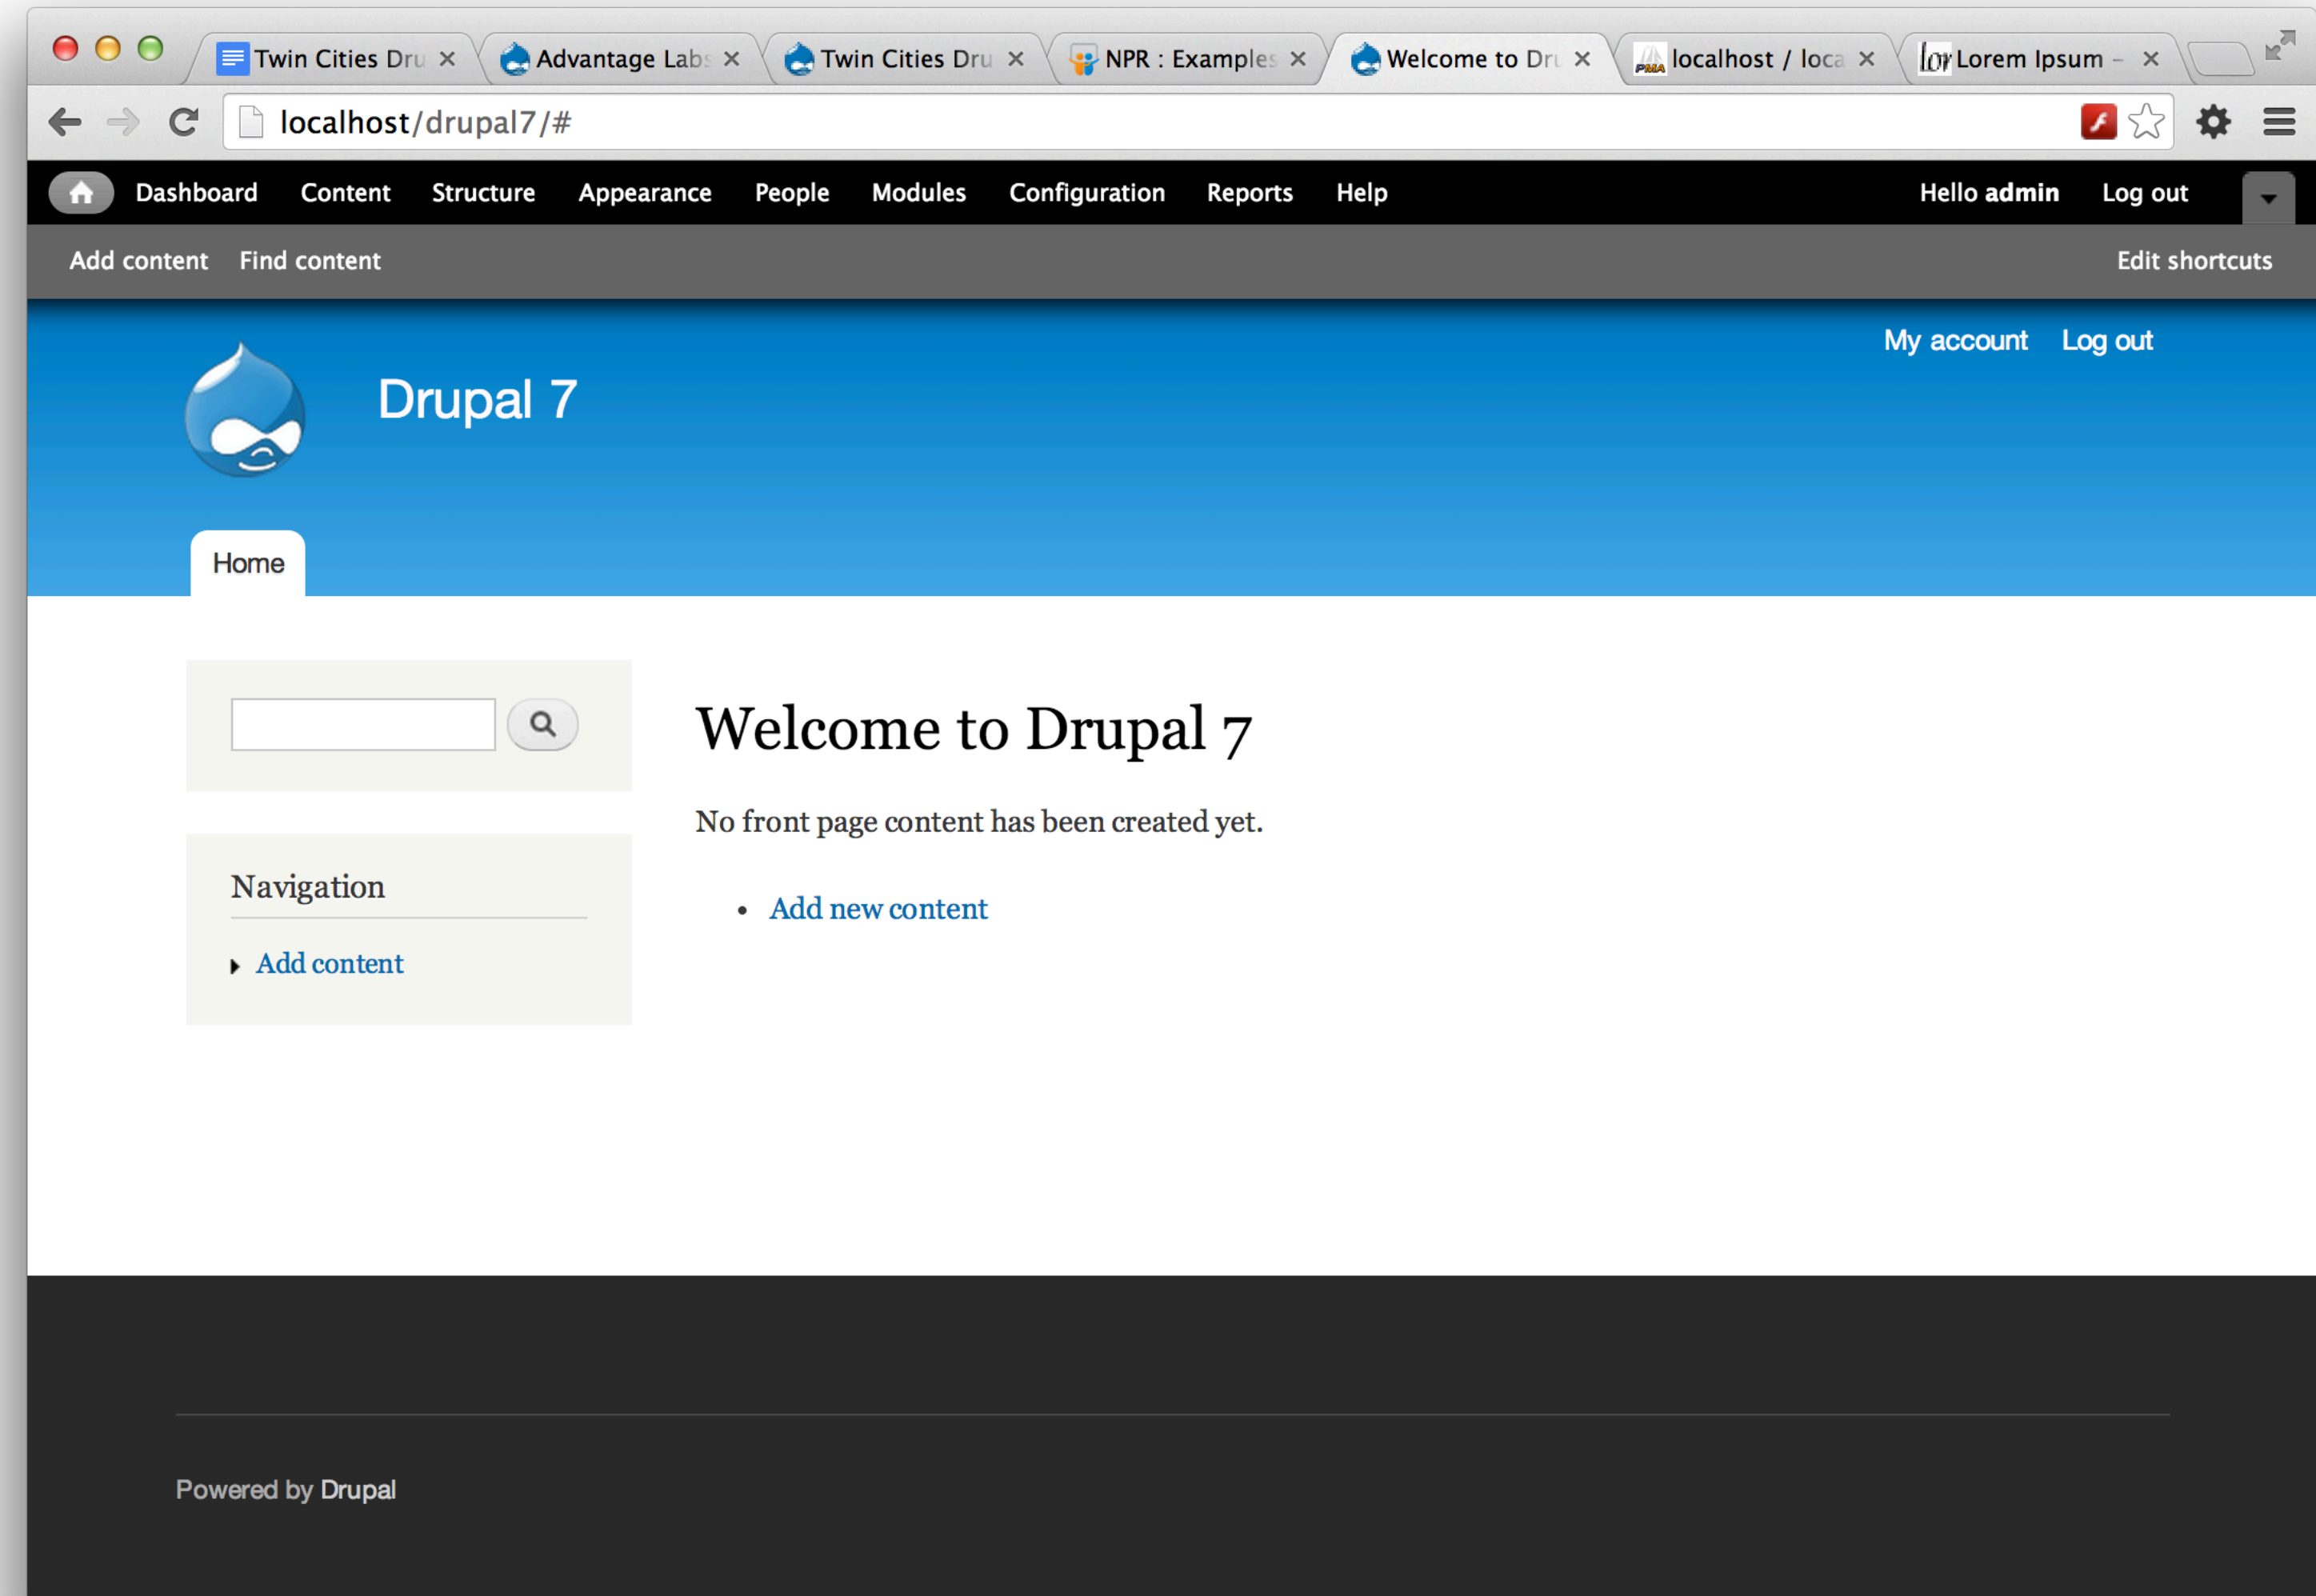 Twin Cities Dru
Advantage Labs
Twin Cities Dru
NPR : Examples
Welcome to Dru
localhost / loca
Lorem Ipsum –
localhost/drupal7/#
Dashboard Content Structure Appearance People Modules Configuration Reports Help Hello admin Log out
Add content Find content Edit shortcuts
My account Log out
Drupal 7
Home
Welcome to Drupal 7
No front page content has been created yet.
Navigation
• Add new content
Add content
Powered by Drupal